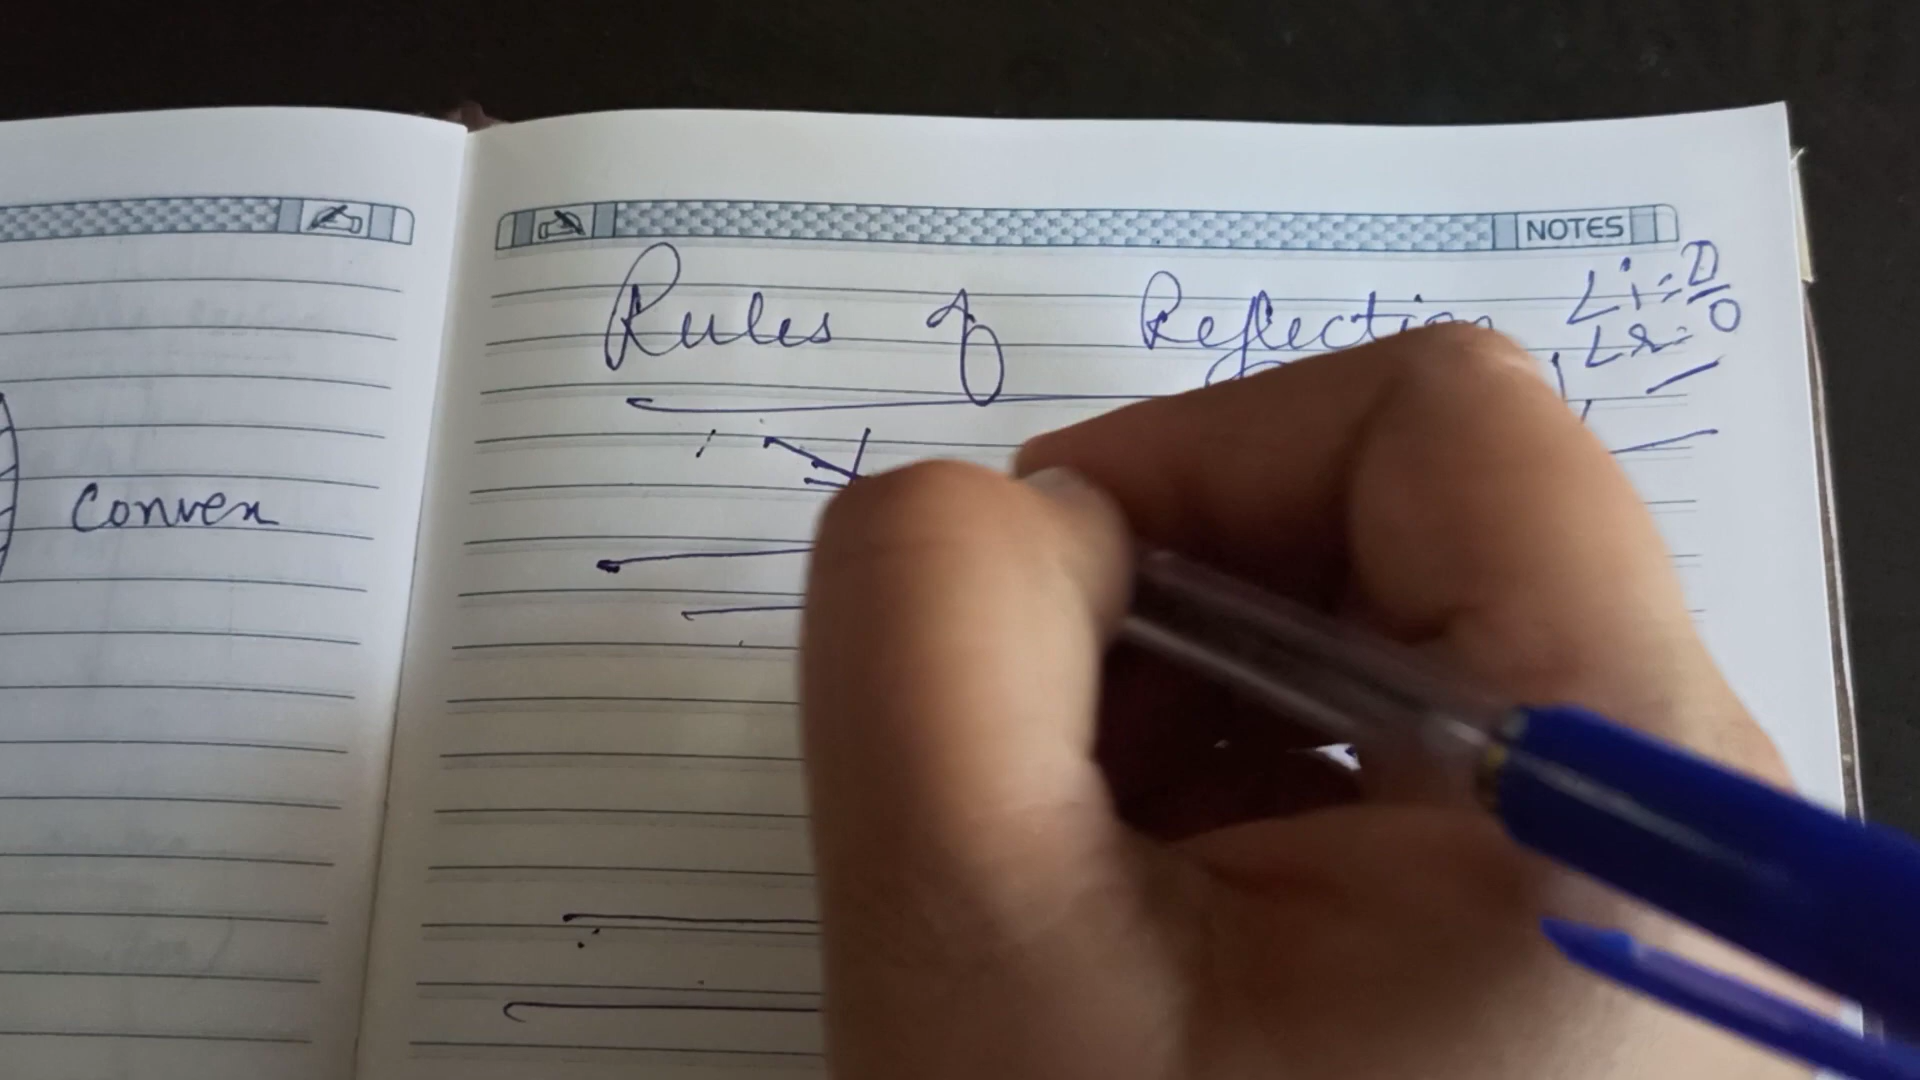 NOTES
Rules of Reflection
∠i = 0
∠r = 0
Convex